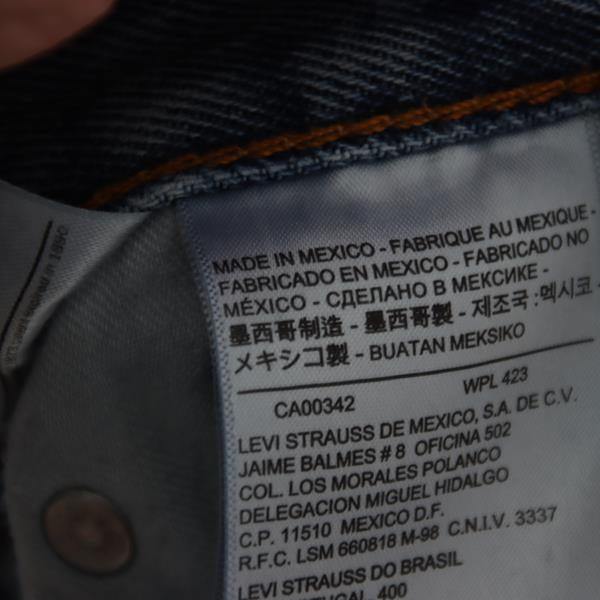 MADE IN MEXICO - FABRIQUE AU MEXIQUE -
FABRICADO EN MEXICO - FABRICADO NO
MÉXICO - СДЕЛАНО В МЕКСИКЕ -
墨西哥制造 - 墨西哥製 - 제조국 :멕시코 -
メキシコ製 - BUATAN MEKSIKO
CA00342 WPL 423
LEVI STRAUSS DE MEXICO, S.A. DE C.V.
JAIME BALMES # 8 OFICINA 502
COL. LOS MORALES POLANCO
DELEGACION MIGUEL HIDALGO
C.P. 11510 MEXICO D.F.
R.F.C. LSM 660818 M-98 C.N.I.V. 3337
LEVI STRAUSS DO BRASIL
400
in 1890